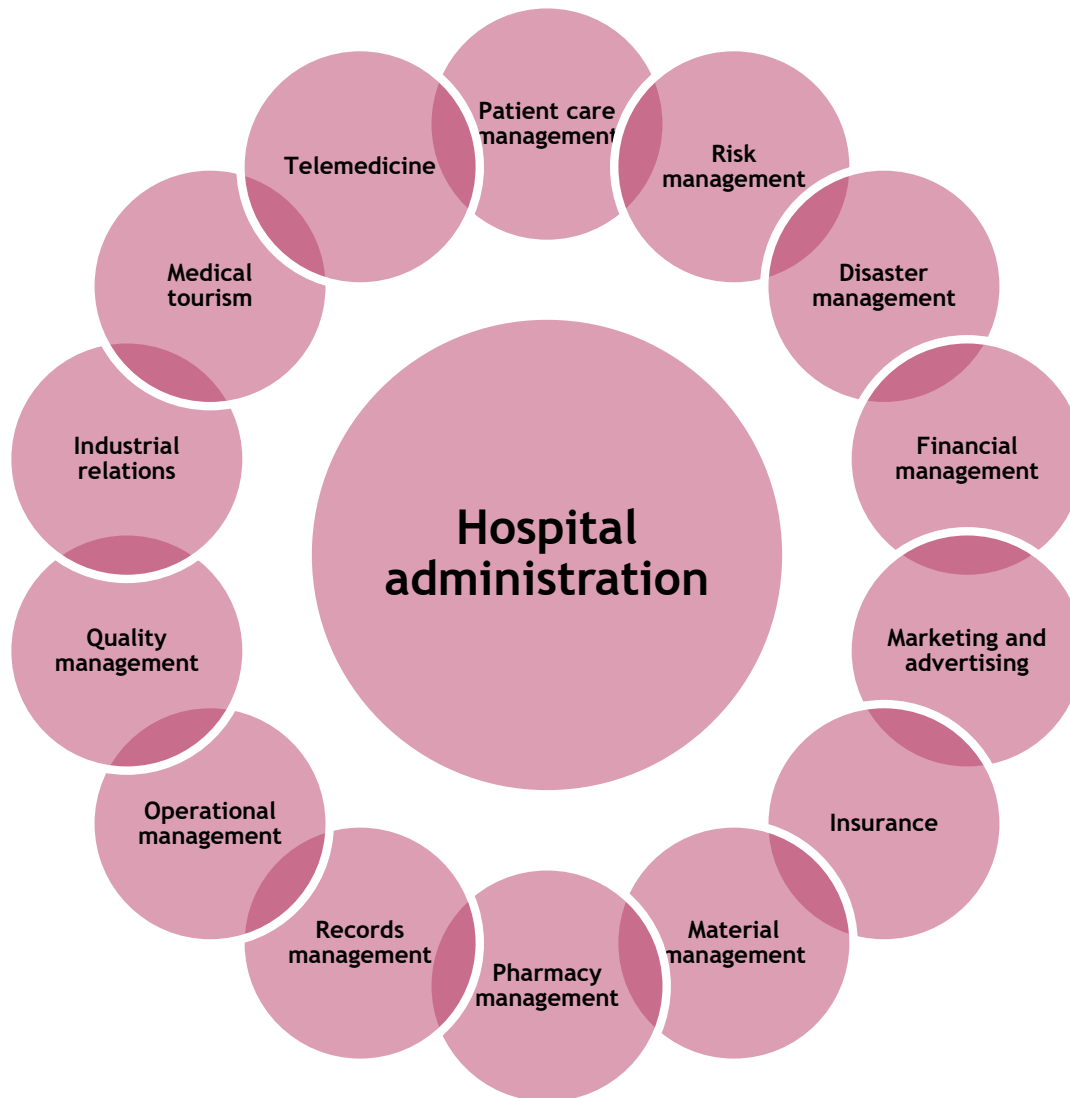 Patient care
management
Risk
management
Disaster
management
Financial
management
Marketing and
advertising
Insurance
Material
management
Pharmacy
management
Records
management
Operational
management
Quality
management
Industrial
relations
Medical
tourism
Telemedicine
Hospital
administration